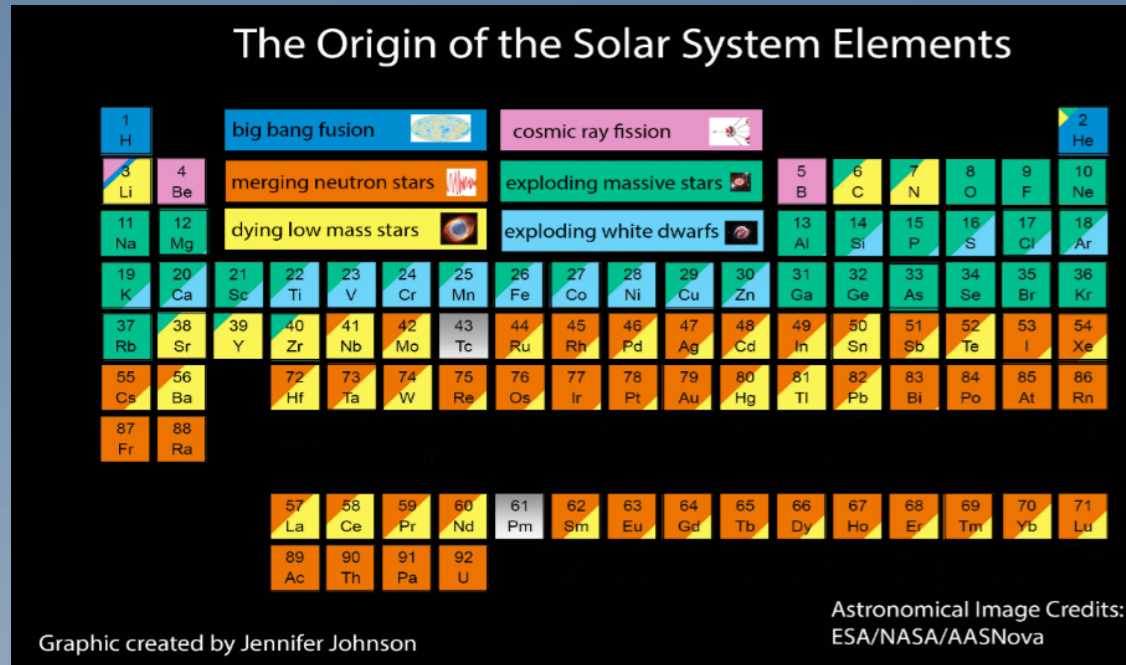 The Origin of the Solar System Elements
1 H
big bang fusion
cosmic ray fission
2 He
3 Li
4 Be
merging neutron stars
exploding massive stars
5 B
6 C
7 N
8 O
9 F
10 Ne
11 Na
12 Mg
dying low mass stars
exploding white dwarfs
13 Al
14 Si
15 P
16 S
17 Cl
18 Ar
19 K
20 Ca
21 Sc
22 Ti
23 V
24 Cr
25 Mn
26 Fe
27 Co
28 Ni
29 Cu
30 Zn
31 Ga
32 Ge
33 As
34 Se
35 Br
36 Kr
37 Rb
38 Sr
39 Y
40 Zr
41 Nb
42 Mo
43 Tc
44 Ru
45 Rh
46 Pd
47 Ag
48 Cd
49 In
50 Sn
51 Sb
52 Te
53 I
54 Xe
55 Cs
56 Ba
72 Hf
73 Ta
74 W
75 Re
76 Os
77 Ir
78 Pt
79 Au
80 Hg
81 Tl
82 Pb
83 Bi
84 Po
85 At
86 Rn
87 Fr
88 Ra
57 La
58 Ce
59 Pr
60 Nd
61 Pm
62 Sm
63 Eu
64 Gd
65 Tb
66 Dy
67 Ho
68 Er
69 Tm
70 Yb
71 Lu
89 Ac
90 Th
91 Pa
92 U
Graphic created by Jennifer Johnson
Astronomical Image Credits:
ESA/NASA/AASNova